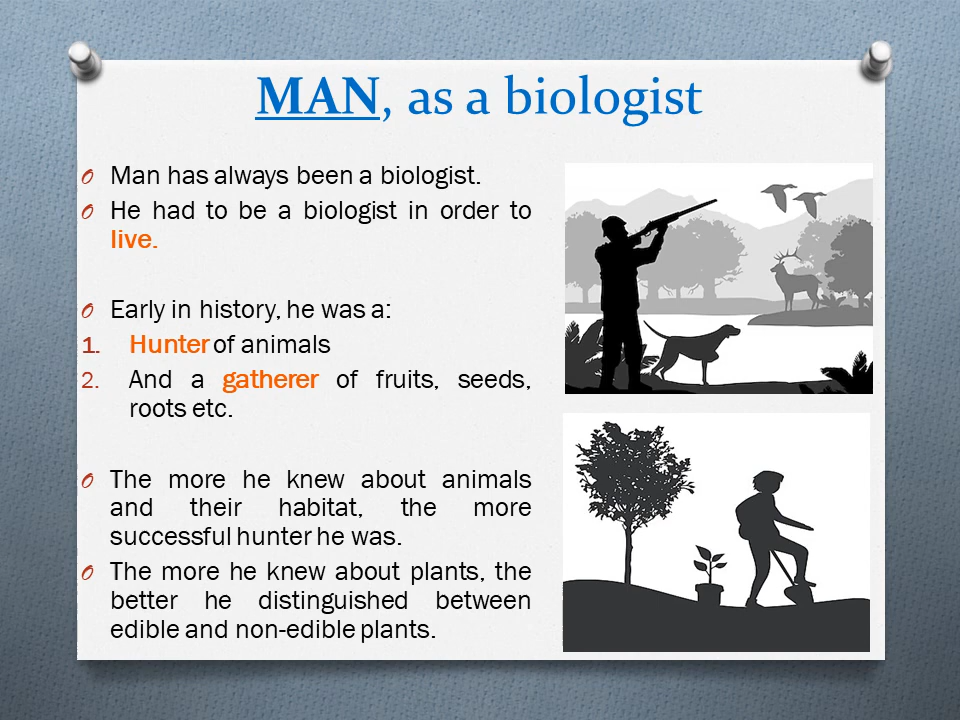 MAN, as a biologist
Man has always been a biologist.
He had to be a biologist in order to
live.
Early in history, he was a:
1. Hunter of animals
2. And a gatherer of fruits, seeds,
roots etc.
The more he knew about animals
and their habitat, the more
successful hunter he was.
The more he knew about plants, the
better he distinguished between
edible and non-edible plants.